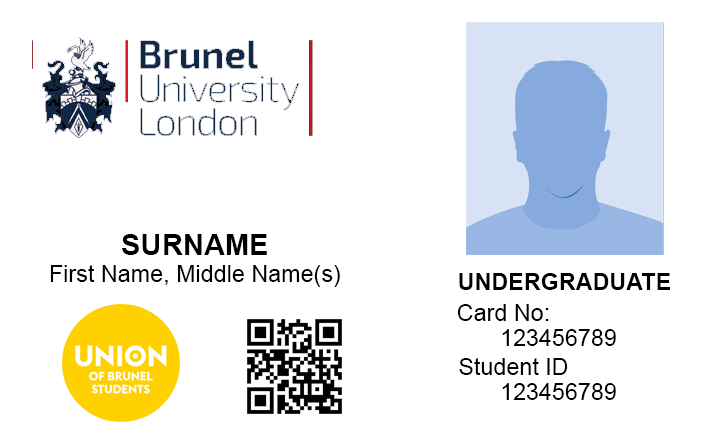 Brunel
University
London
SURNAME
First Name, Middle Name(s)
UNION
OF BRUNEL
STUDENTS
UNDERGRADUATE
Card No:
123456789
Student ID
123456789